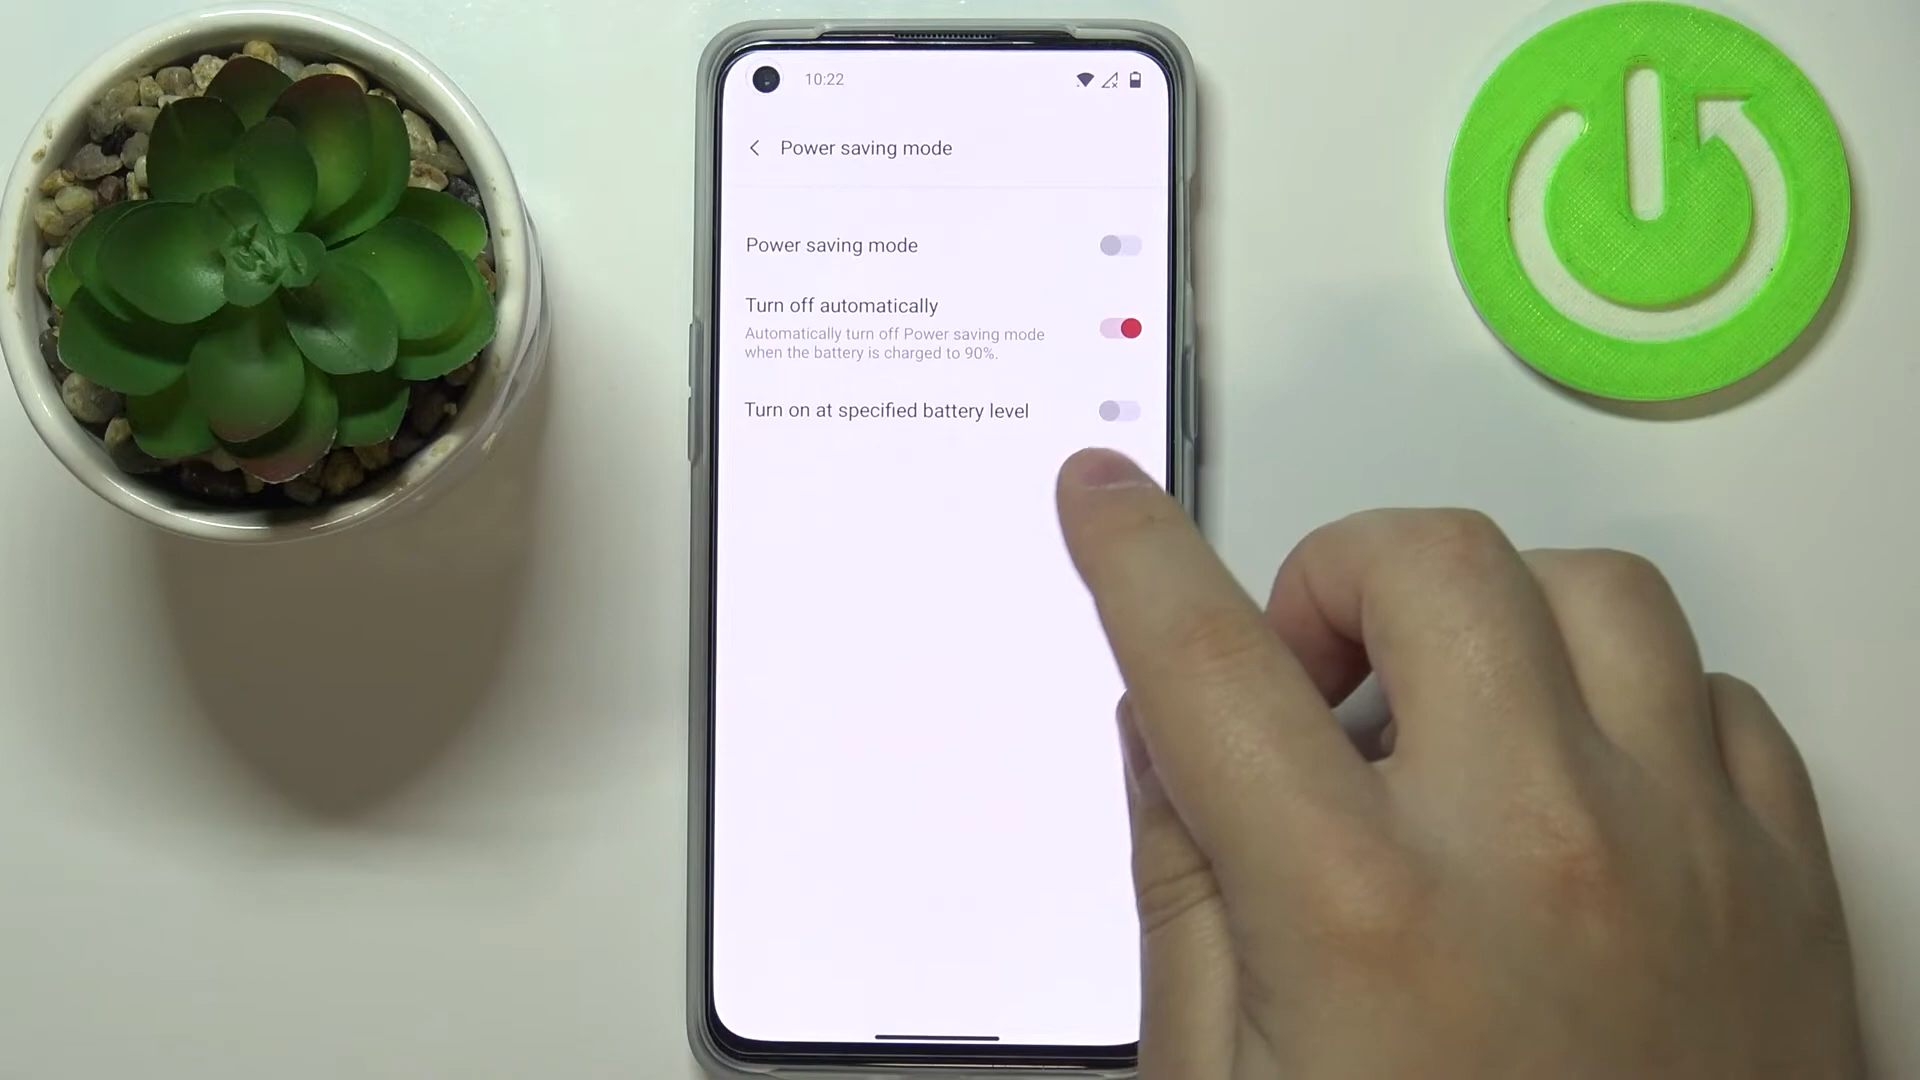 10:22
Power saving mode
Power saving mode
Turn off automatically
Automatically turn off Power saving mode
when the battery is charged to 90%.
Turn on at specified battery level